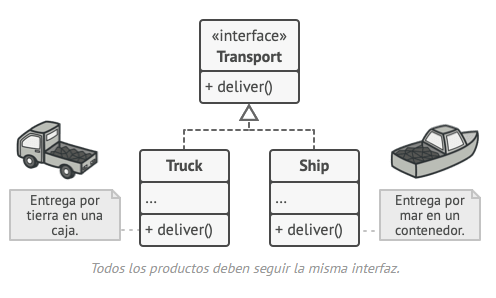 «interface»
Transport
+ deliver()
Truck
...
+ deliver()
Ship
...
+ deliver()
Entrega por
tierra en una
caja.
Entrega por
mar en un
contenedor.
Todos los productos deben seguir la misma interfaz.